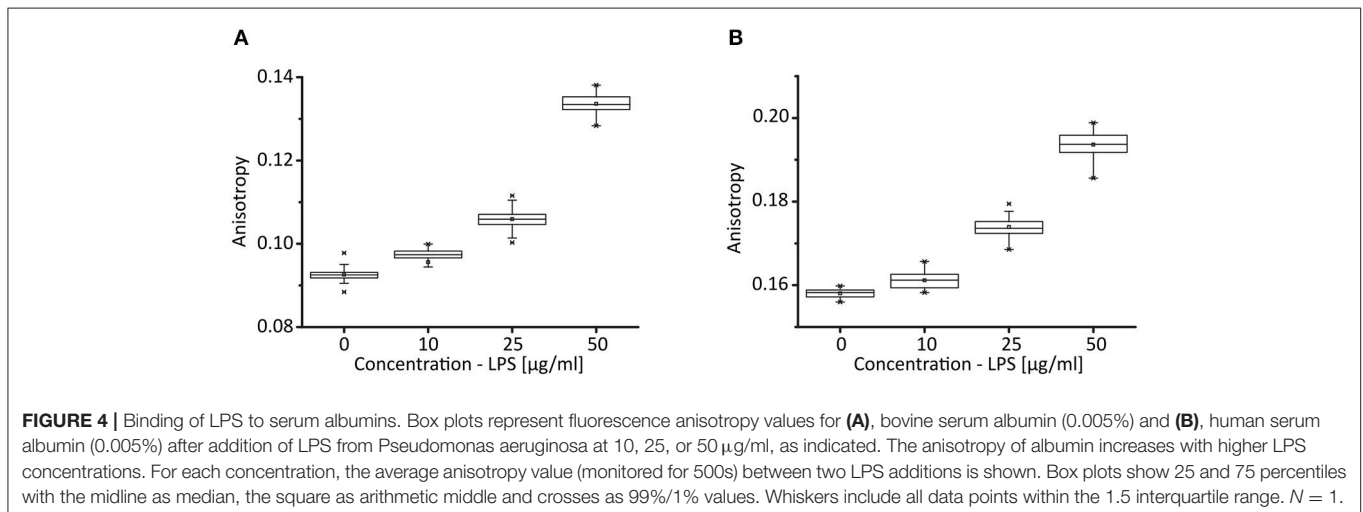 A
B
0.14
0.12
0.10
0.08
Anisotropy
0 10 25 50
Concentration - LPS [µg/ml]
0.20
0.18
0.16
Anisotropy
0 10 25 50
Concentration - LPS [µg/ml]
FIGURE 4 | Binding of LPS to serum albumins. Box plots represent fluorescence anisotropy values for (A), bovine serum albumin (0.005%) and (B), human serum
albumin (0.005%) after addition of LPS from Pseudomonas aeruginosa at 10, 25, or 50 µg/ml, as indicated. The anisotropy of albumin increases with higher LPS
concentrations. For each concentration, the average anisotropy value (monitored for 500s) between two LPS additions is shown. Box plots show 25 and 75 percentiles
with the midline as median, the square as arithmetic middle and crosses as 99%/1% values. Whiskers include all data points within the 1.5 interquartile range. N = 1.